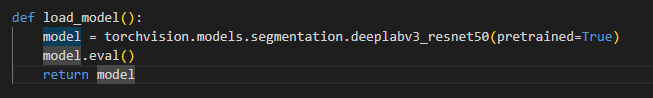 def load_model():
    model = torchvision.models.segmentation.deeplabv3_resnet50(pretrained=True)
    model.eval()
    return model